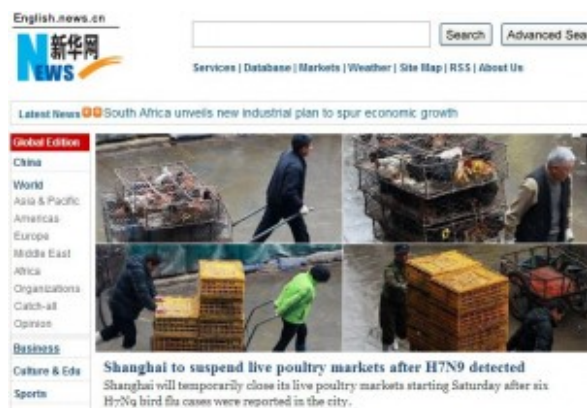 English.news.cn
新华网
NEWS
Search
Advanced Sea
Services | Database | Markets | Weather | Site Map | RSS | About Us
Latest News
South Africa unveils new industrial plan to spur economic growth
Global Edition
China
World
Asia & Pacific
Americas
Europe
Middle East
Africa
Organizations
Catch-all
Opinion
Business
Culture & Edu
Sports
Shanghai to suspend live poultry markets after H7N9 detected
Shanghai will temporarily close its live poultry markets starting Saturday after six
H7N9 bird flu cases were reported in the city.